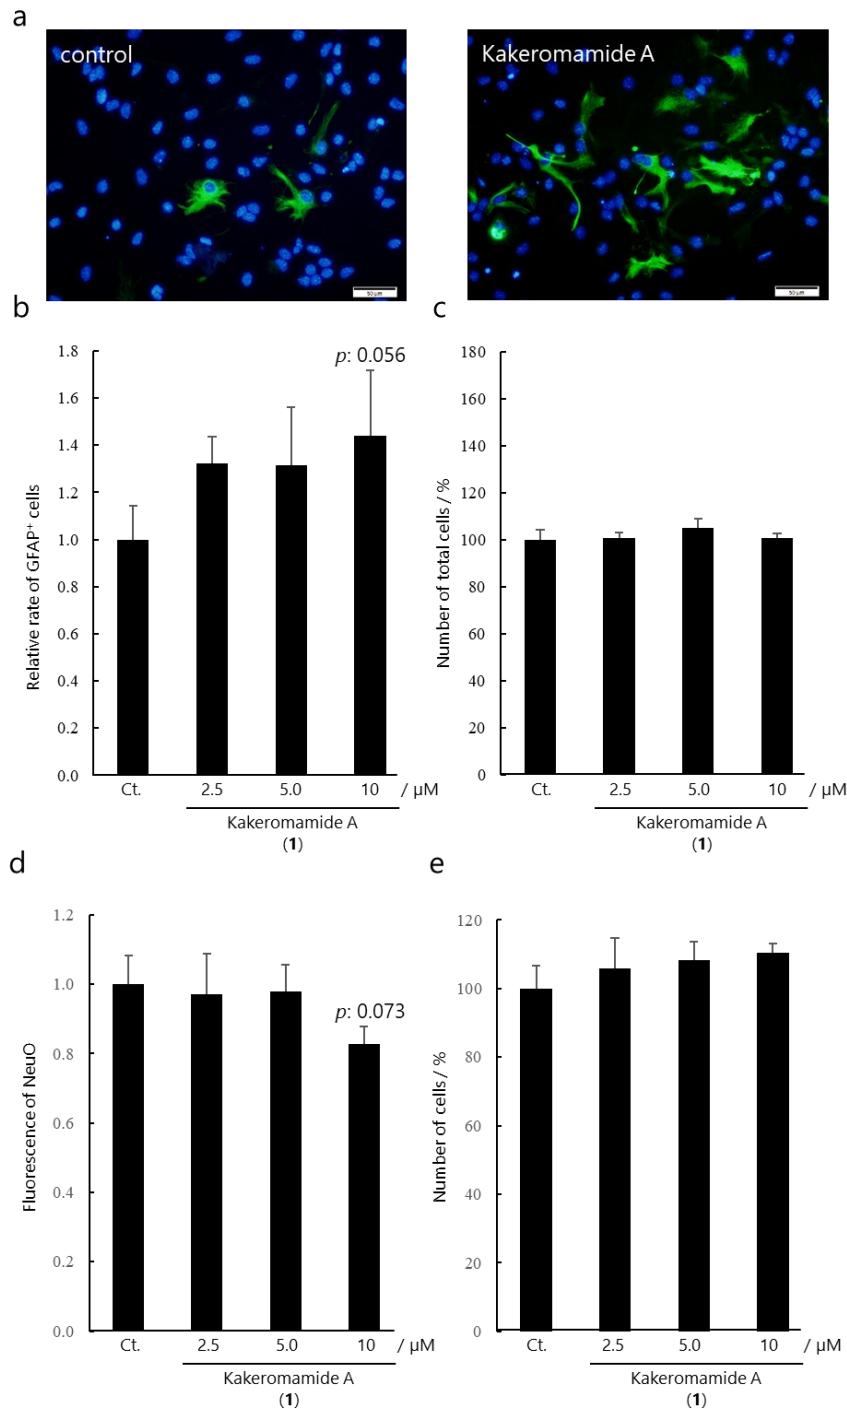 a
control
50 μm
Kakeromamide A
50 μm
b
1.8
1.6
1.4
1.2
1.0
0.8
0.6
0.4
0.2
0.0
Relative rate of GFAP⁺ cells
p: 0.056
Ct.
2.5
5.0
10
/ μM
Kakeromamide A
(1)
c
180
160
140
120
100
80
60
40
20
0
Number of total cells / %
Ct.
2.5
5.0
10
/ μM
Kakeromamide A
(1)
d
1.2
1.0
0.8
0.6
0.4
0.2
0.0
Fluorescence of NeuO
p: 0.073
Ct.
2.5
5.0
10
/ μM
Kakeromamide A
(1)
e
120
100
80
60
40
20
0
Number of cells / %
Ct.
2.5
5.0
10
/ μM
Kakeromamide A
(1)